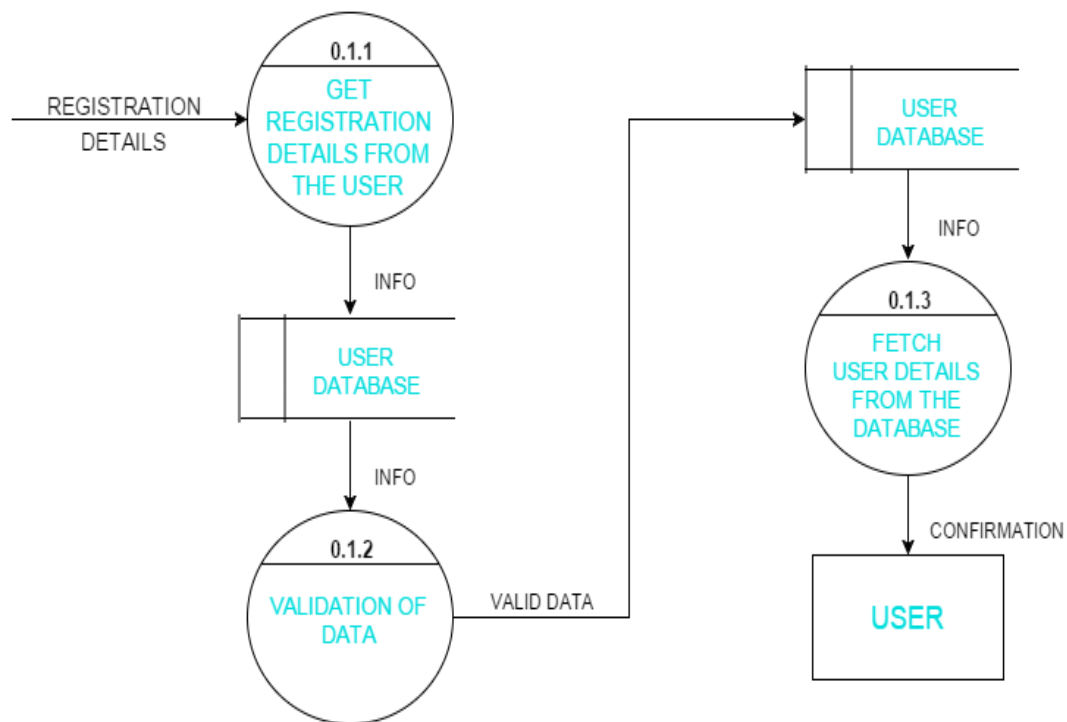 REGISTRATION
DETAILS
0.1.1
GET
REGISTRATION
DETAILS FROM
THE USER
INFO
USER
DATABASE
INFO
0.1.2
VALIDATION OF
DATA
VALID DATA
USER
DATABASE
INFO
0.1.3
FETCH
USER DETAILS
FROM THE
DATABASE
CONFIRMATION
USER